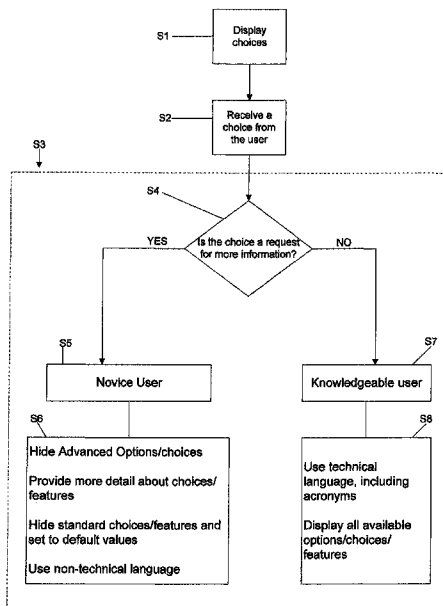 S1
Display
choices
S2
Receive a
choice from
the user
S3
S4
Is the choice a request
for more information?
YES
NO
S5
Novice User
S7
Knowledgeable user
S6
Hide Advanced Options/choices
Provide more detail about choices/
features
Hide standard choices/features and
set to default values
Use non-technical language
S8
Use technical
language, including
acronyms
Display all available
options/choices/
features